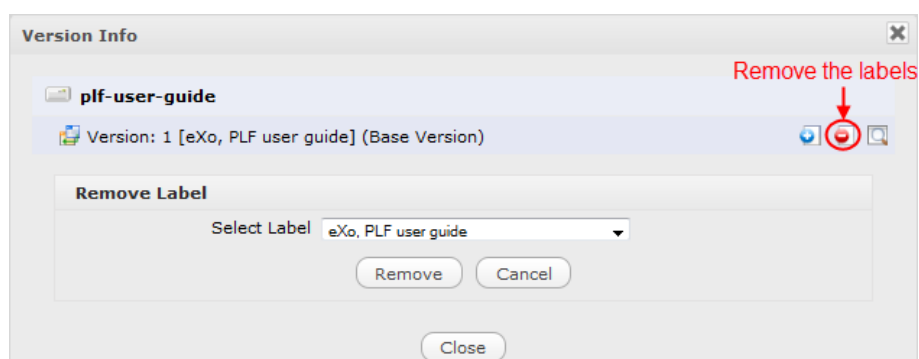 Version Info
Remove the labels
plf-user-guide
Version: 1 [eXo, PLF user guide] (Base Version)
Remove Label
Select Label eXo, PLF user guide
Remove Cancel
Close